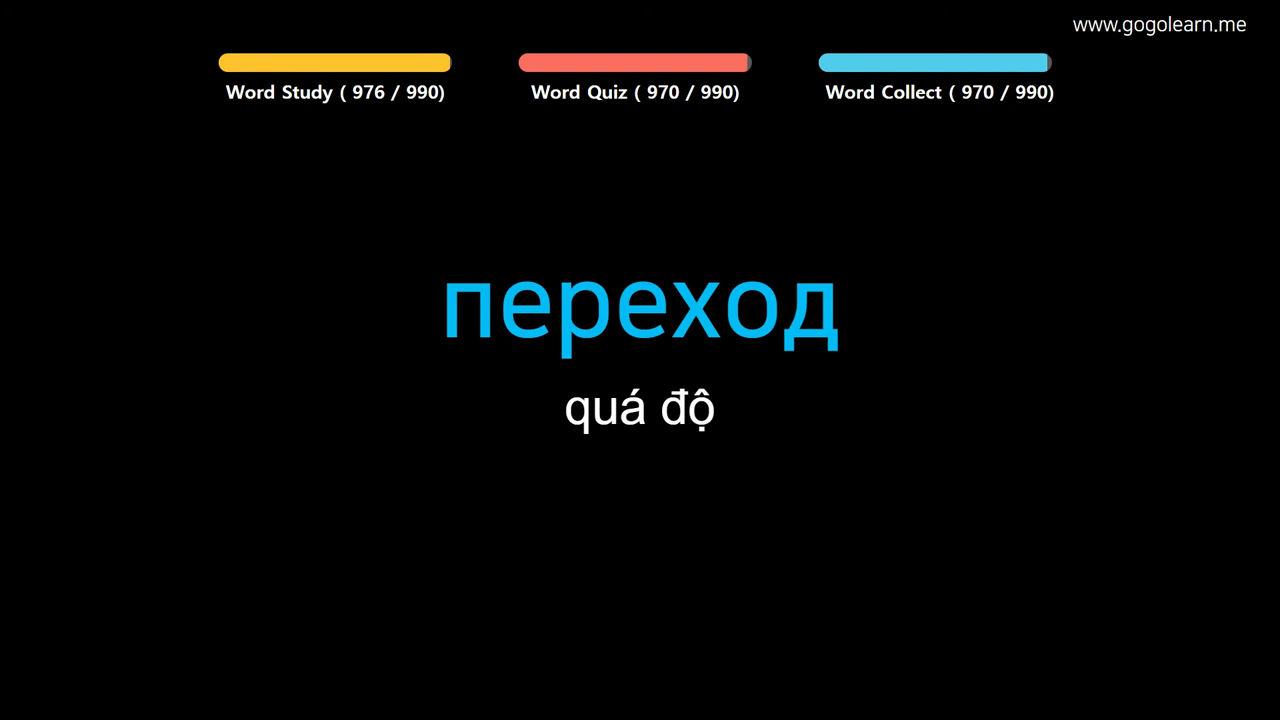 www.gogolearn.me
Word Study ( 976 / 990)
Word Quiz ( 970 / 990)
Word Collect ( 970 / 990)
переход
quá độ